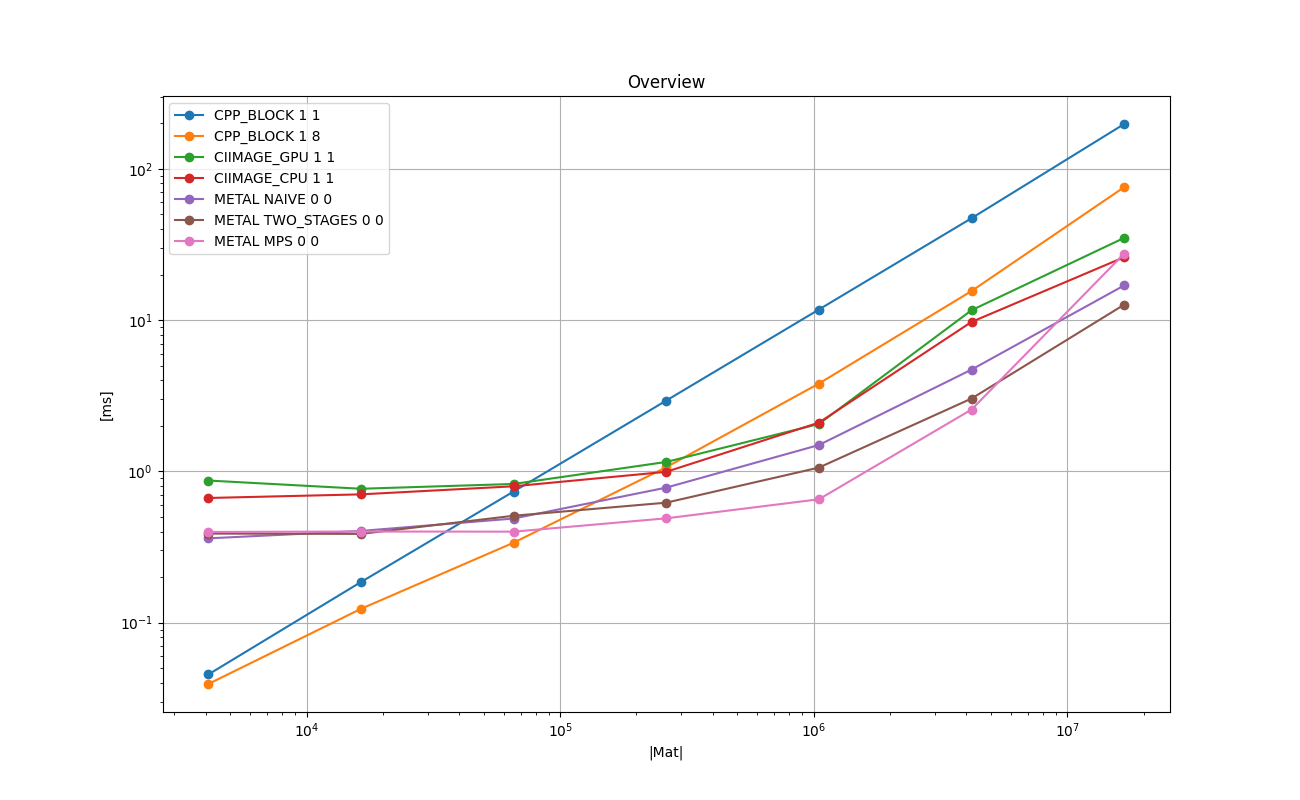 Overview
CPP_BLOCK 1 1
CPP_BLOCK 1 8
CIIMAGE_GPU 1 1
CIIMAGE_CPU 1 1
METAL NAIVE 0 0
METAL TWO_STAGES 0 0
METAL MPS 0 0
10²
10¹
10⁰
10⁻¹
[ms]
10⁴ 10⁵ 10⁶ 10⁷
|Mat|